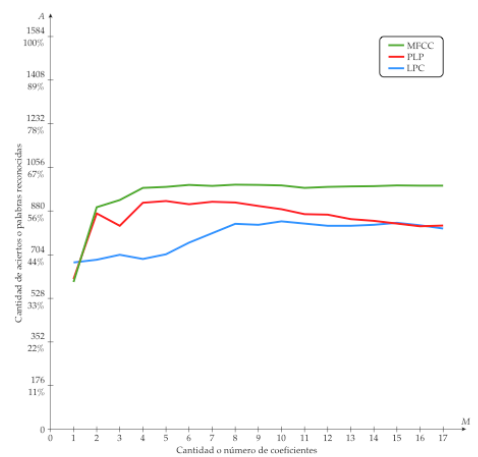 A
1584
100%
1408
89%
1232
78%
1056
67%
880
56%
704
44%
528
33%
352
22%
176
11%
0
Cantidad de aciertos o palabras reconocidas
MFCC
PLP
LPC
0 1 2 3 4 5 6 7 8 9 10 11 12 13 14 15 16 17
M
Cantidad o número de coeficientes